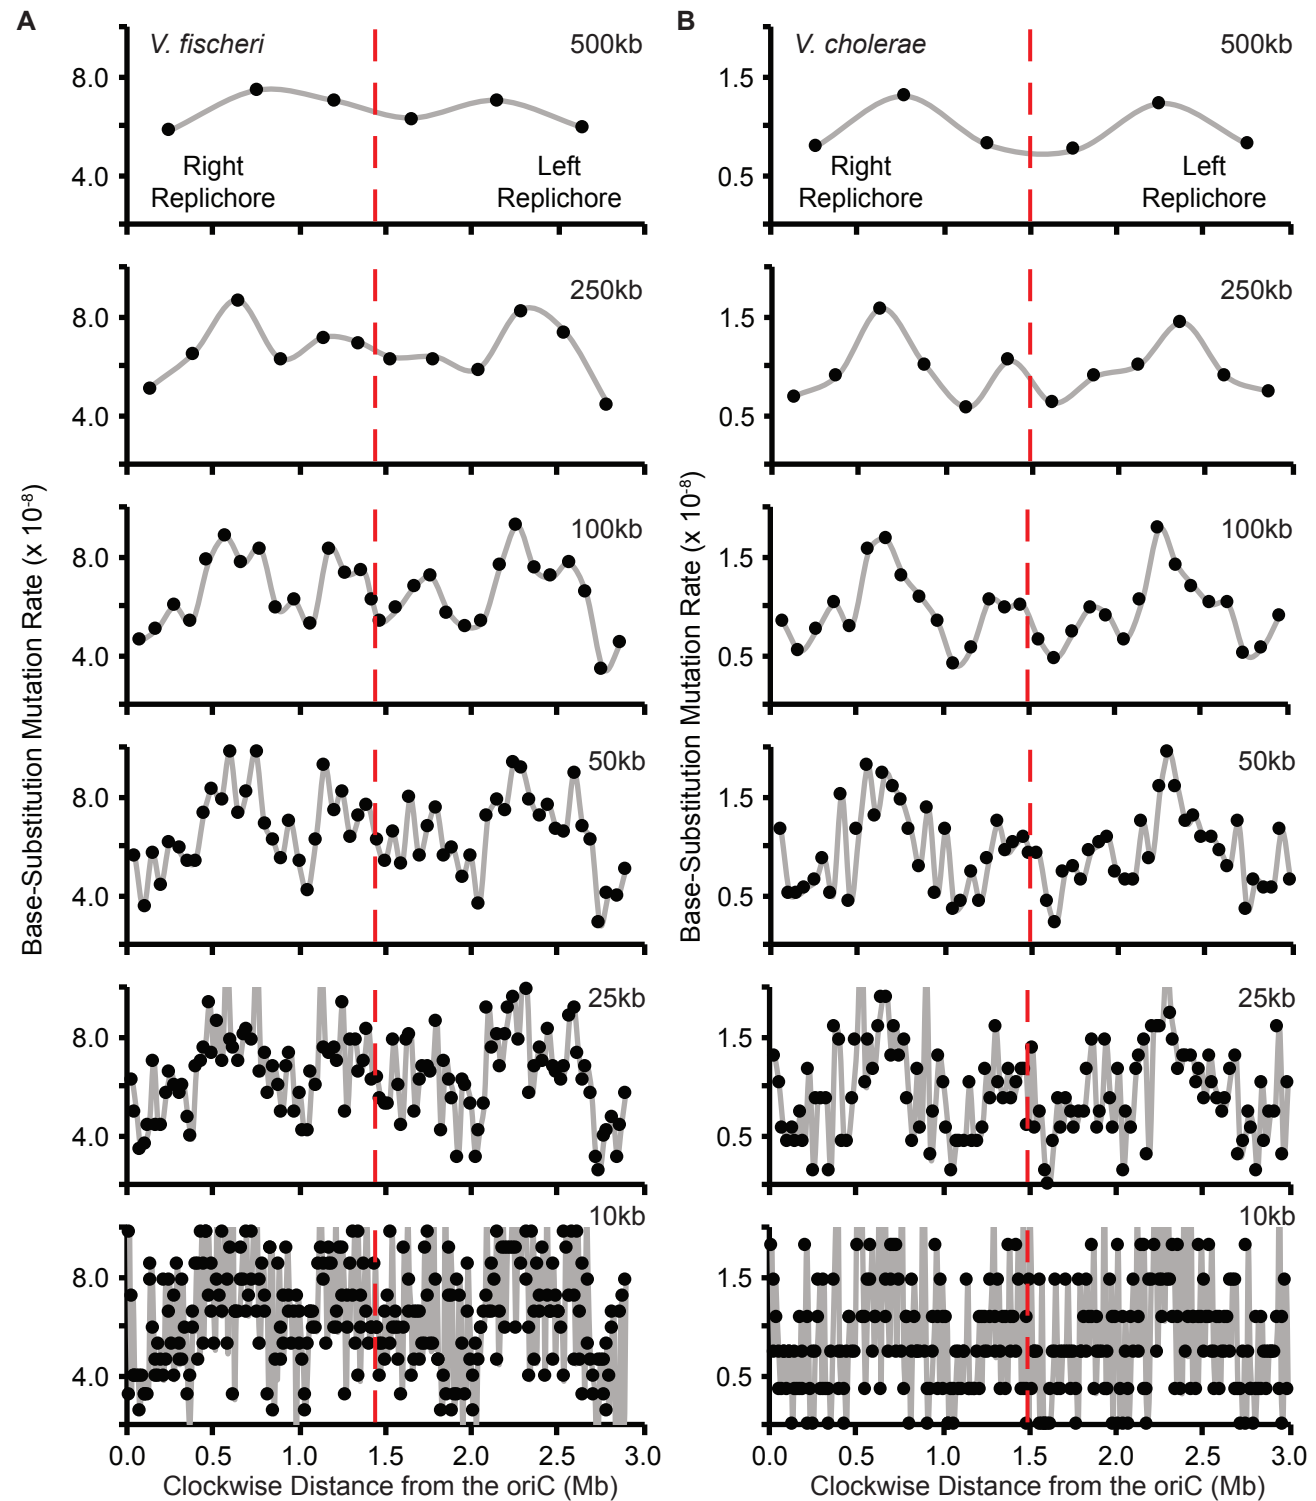 A
V. fischeri
500kb
8.0
4.0
Right
Replichore
Left
Replichore
250kb
8.0
4.0
100kb
8.0
4.0
50kb
8.0
4.0
25kb
8.0
4.0
10kb
8.0
4.0
0.0 0.5 1.0 1.5 2.0 2.5 3.0
Clockwise Distance from the oriC (Mb)
Base-Substitution Mutation Rate (x 10⁻⁸)
B
V. cholerae
500kb
1.5
0.5
Right
Replichore
Left
Replichore
250kb
1.5
0.5
100kb
1.5
0.5
50kb
1.5
0.5
25kb
1.5
0.5
10kb
1.5
0.5
0.0 0.5 1.0 1.5 2.0 2.5 3.0
Clockwise Distance from the oriC (Mb)
Base-Substitution Mutation Rate (x 10⁻⁸)